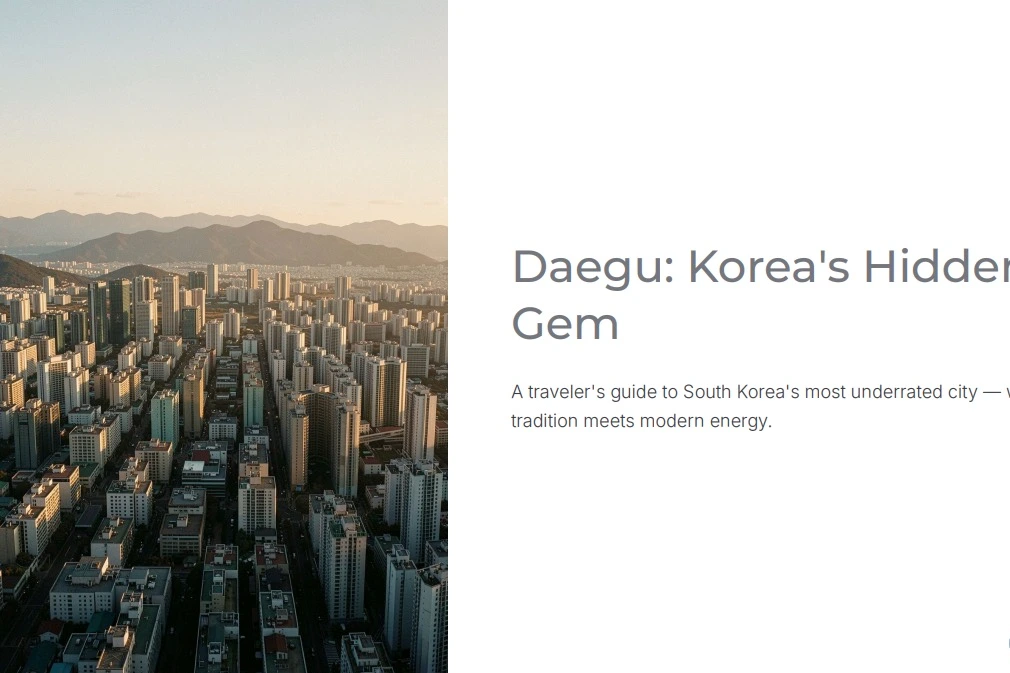 Daegu: Korea's Hidden
Gem
A traveler's guide to South Korea's most underrated city —
tradition meets modern energy.